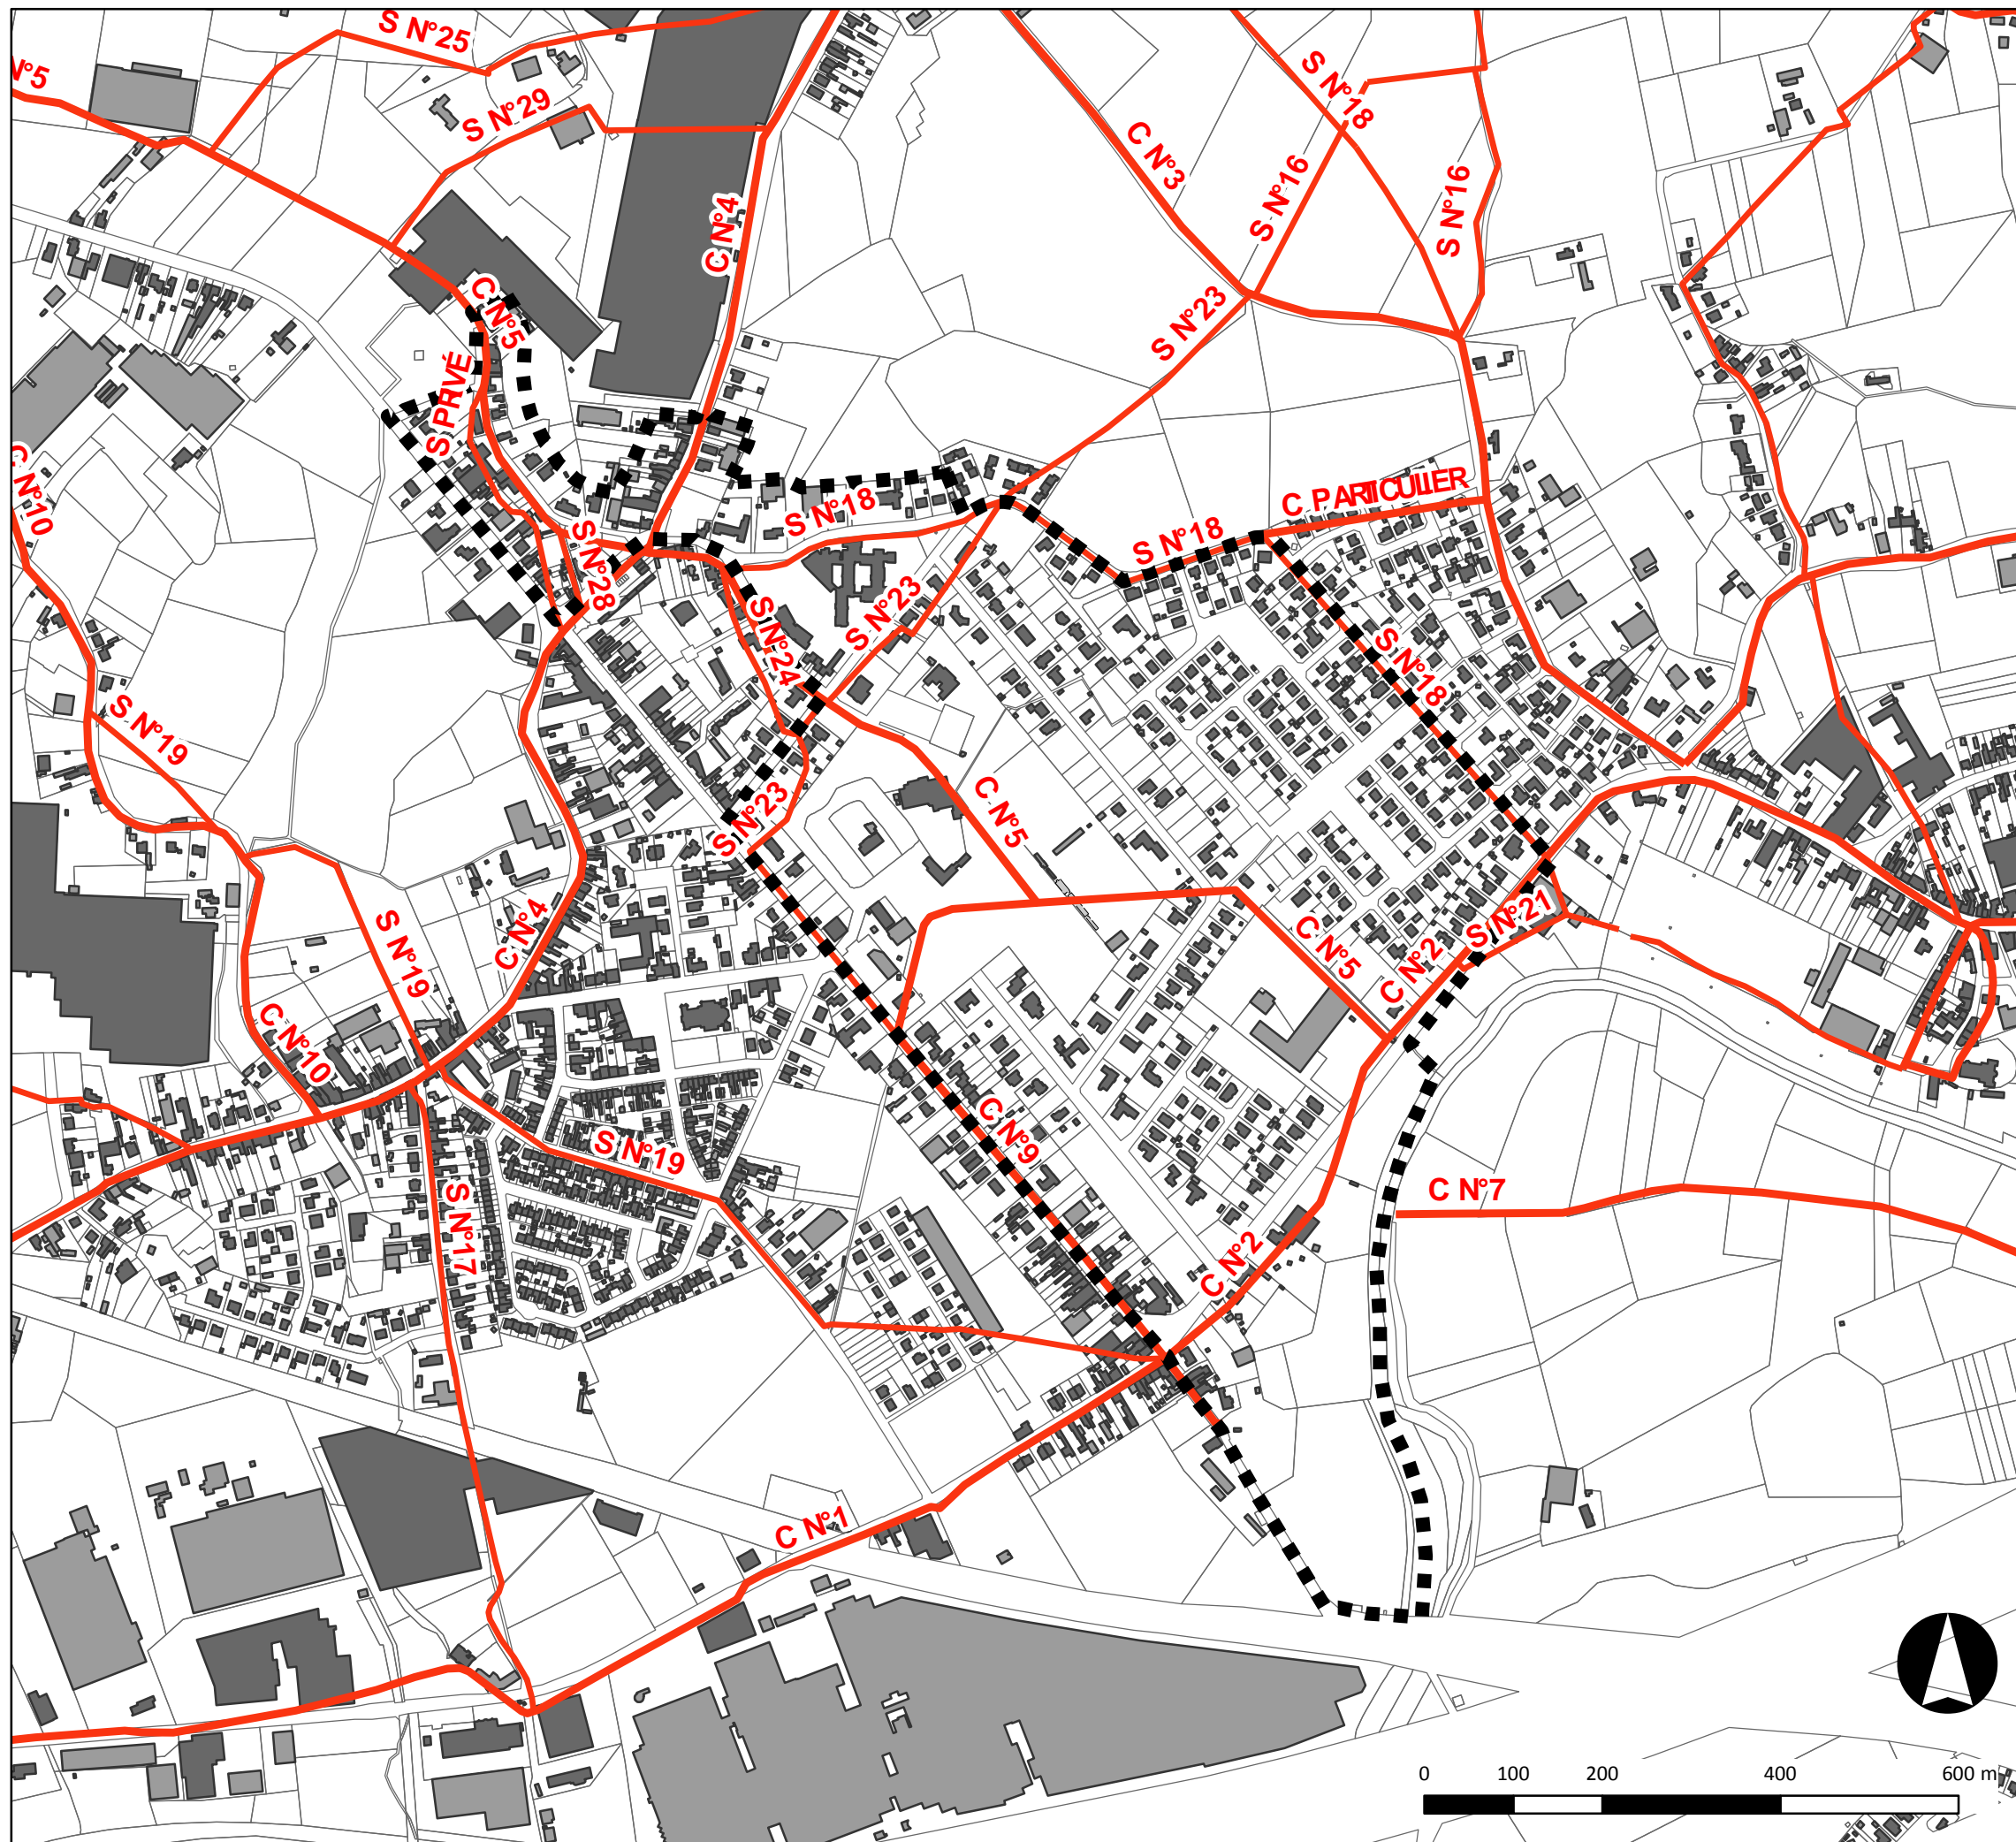 S N°25
N°5
S N°29
S N°18
C N°3
C N°4
S N°16
S N°16
C N°5
S N°23
S PRIVÉ
C N°10
C PARTICULIER
S N°18
S N°18
S N°28
S N°23
S N°24
S N°18
S N°19
C N°5
S N°23
S N°21
C N°4
C N°5
S N°19
C N°2
C N°10
C N°9
S N°19
C N°7
S N°17
C N°2
C N°1
0 100 200 400 600 m